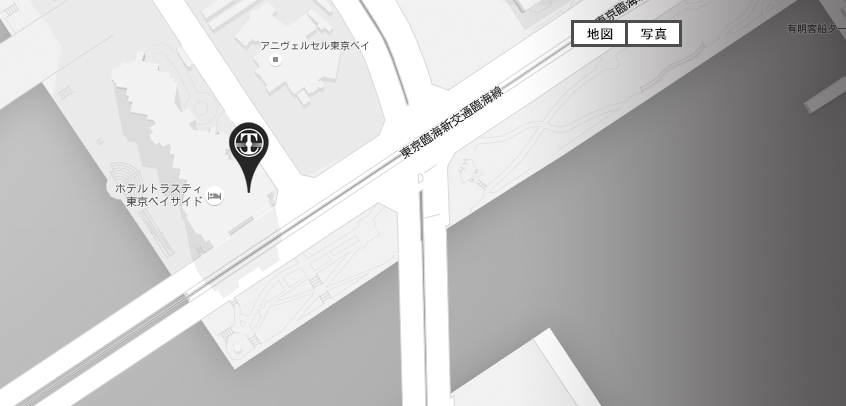 東京臨海
地図
写真
有明客船ター
アニヴェルセル東京ベイ
東京臨海新交通臨海線
T
ホテルトラスティ
東京ベイサイド